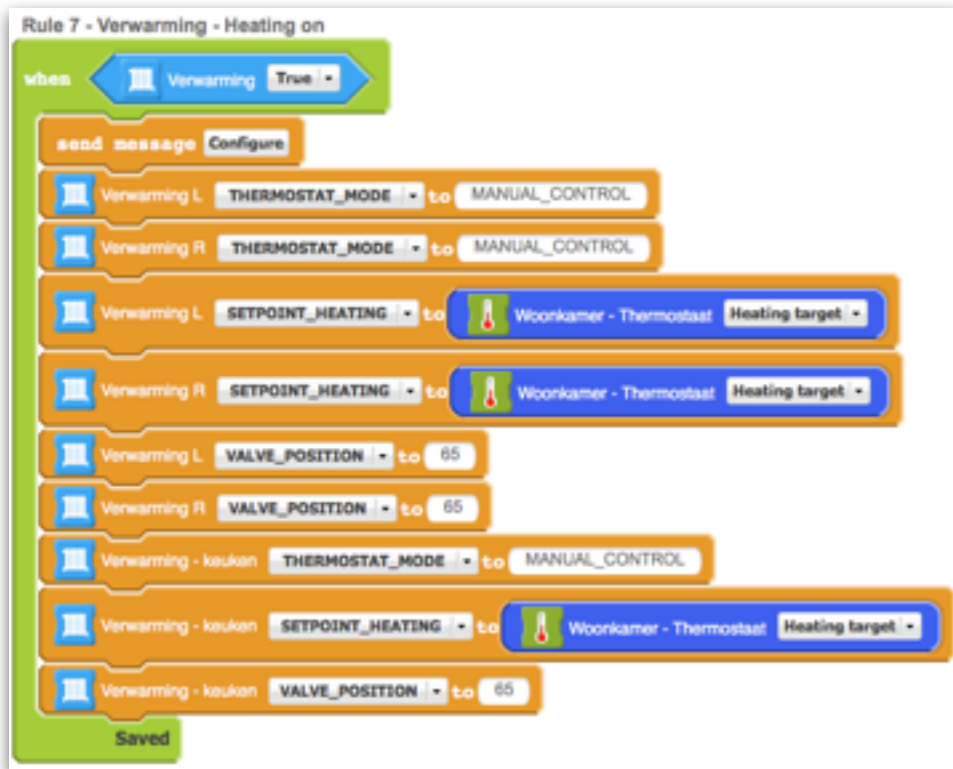 Rule 7 - Verwarming - Heating on
when Verwarming True
send message Configure
Verwarming L THERMOSTAT_MODE to MANUAL_CONTROL
Verwarming R THERMOSTAT_MODE to MANUAL_CONTROL
Verwarming L SETPOINT_HEATING to Woonkamer - Thermostaat Heating target
Verwarming R SETPOINT_HEATING to Woonkamer - Thermostaat Heating target
Verwarming L VALVE_POSITION to 65
Verwarming R VALVE_POSITION to 65
Verwarming - keuken THERMOSTAT_MODE to MANUAL_CONTROL
Verwarming - keuken SETPOINT_HEATING to Woonkamer - Thermostaat Heating target
Verwarming - keuken VALVE_POSITION to 65
Saved